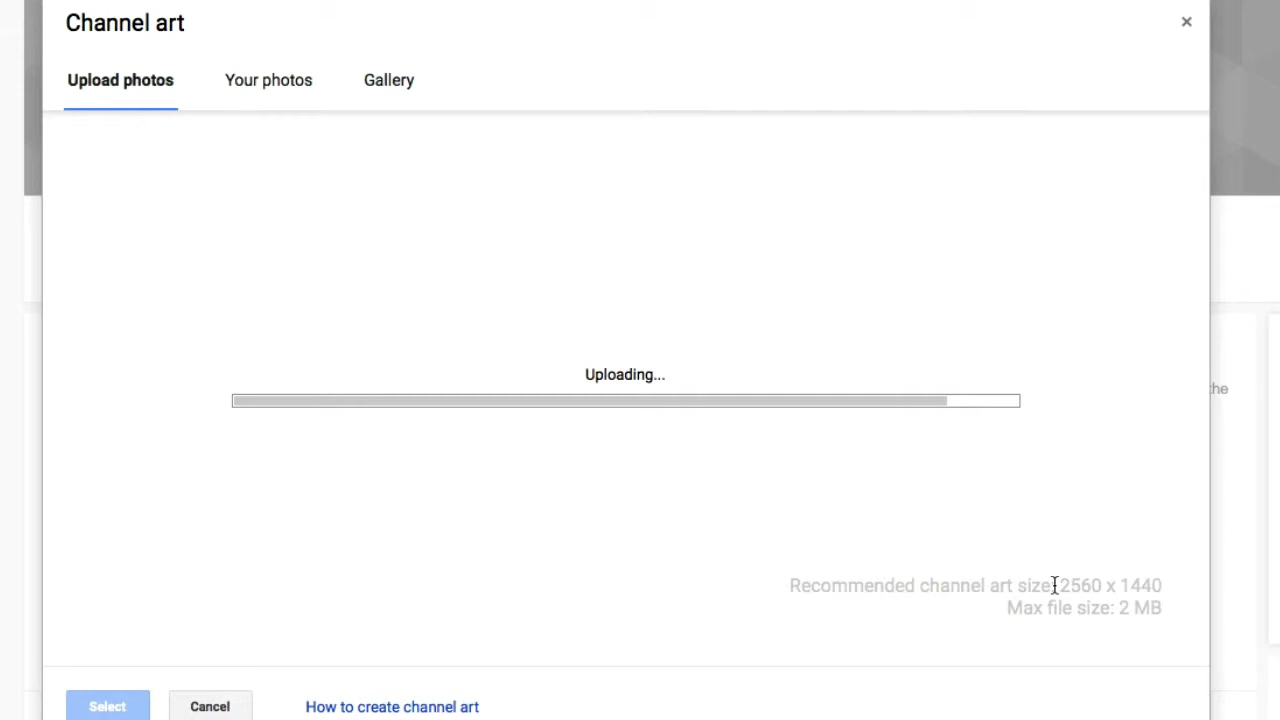 Channel art
×
Upload photos
Your photos
Gallery
Uploading...
the
Recommended channel art size: 2560 x 1440
Max file size: 2 MB
Select
Cancel
How to create channel art